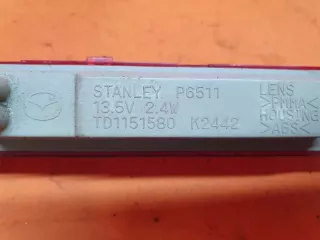 STANLEY P6511
13.5V 2.4W
TD1151580 K2442
LENS
>PMMA<
HOUSING
>ABS<